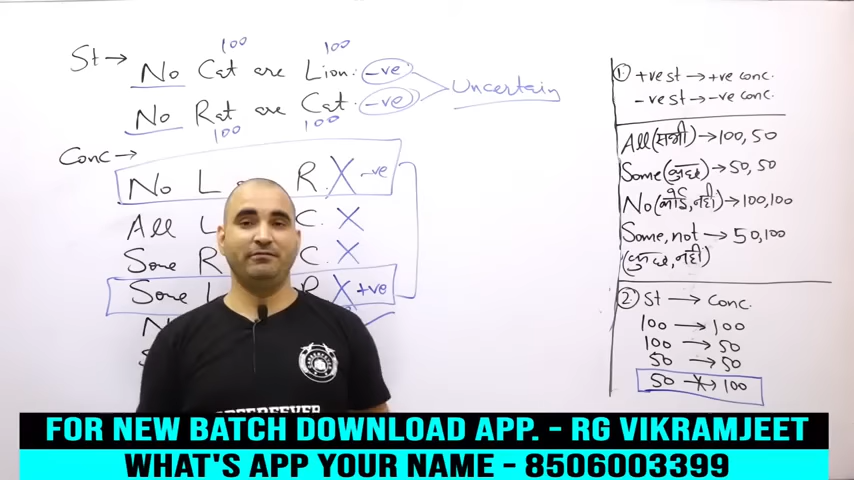 100 100
St → No Cat are Lion. -ve
No Rat are Cat. -ve
100 100
Uncertain
Conc →
No L R. X -ve
All L C. X
Some R C. X
Some L R X +ve
N
S
1. +ve st → +ve conc.
-ve st → -ve conc.
All (सभी) → 100, 50
Some (कुछ) → 50, 50
No (कोई नहीं) → 100, 100
Some, not → 50, 100
(कुछ, नहीं)
2. St → Conc.
100 → 100
100 → 50
50 → 50
50 -X→ 100
FOR NEW BATCH DOWNLOAD APP. - RG VIKRAMJEET
WHAT'S APP YOUR NAME - 8506003399